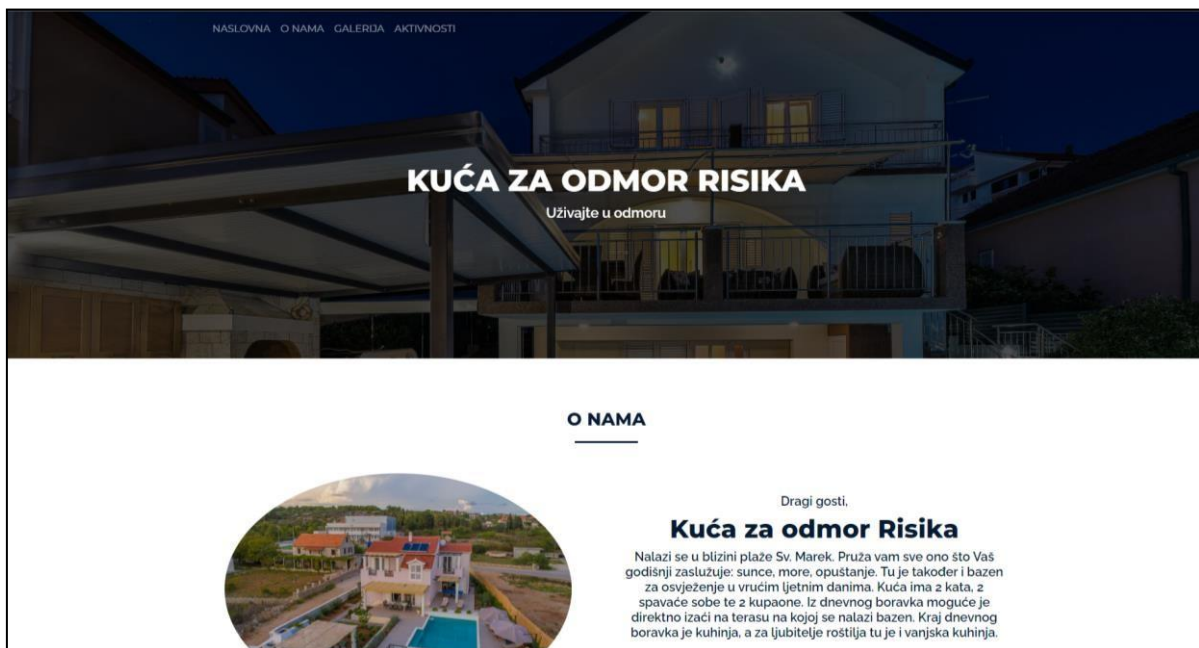 NASLOVNA O NAMA GALERIJA AKTIVNOSTI
KUĆA ZA ODMOR RISIKA
Uživajte u odmoru
O NAMA
Dragi gosti,
Kuća za odmor Risika
Nalazi se u blizini plaže Sv. Marek. Pruža vam sve ono što Vaš
godišnji zaslužuje: sunce, more, opuštanje. Tu je također i bazen
za osvježenje u vrućim ljetnim danima. Kuća ima 2 kata, 2
spavaće sobe te 2 kupaone. Iz dnevnog boravka moguće je
direktno izaći na terasu na kojoj se nalazi bazen. Kraj dnevnog
boravka je kuhinja, a za ljubitelje roštilja tu je i vanjska kuhinja.